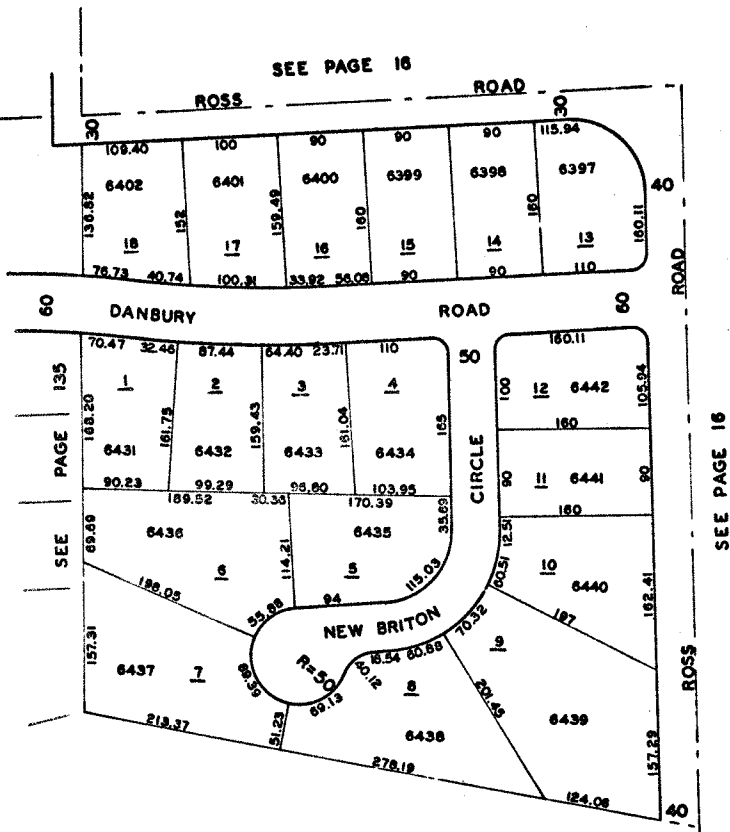 SEE PAGE 16
ROSS ROAD
30 30
109.40 100 90 90 90 115.94
6402 6401 6400 6399 6398 6397
40
136.82 152 159.49 160 160 160.11
18 17 16 15 14 13
76.73 40.74 100.31 33.92 56.08 90 90 110
ROAD
60 DANBURY ROAD 60
70.47 32.46 87.44 64.40 23.71 110 160.11
50
SEE PAGE 135
1 2 3 4 100 12 6442 105.94
168.20 161.75 159.43 161.04 165
160
6431 6432 6433 6434
CIRCLE
90 11 6441 90
90.23 99.29 96.60 103.95
189.52 30.38 170.39 160
SEE PAGE 16
6436 6435 35.69 12.51
69.69 114.21
6 5 115.03 60.51 10 6440 162.41
198.05 55.88 94
197
NEW BRITON
70.32 9
157.31 6437 7 69.39 R=50 40.12 18.54 60.88
8
ROSS
69.13 201.45
213.37 51.23 6438 6439
157.29
276.19
124.06 40